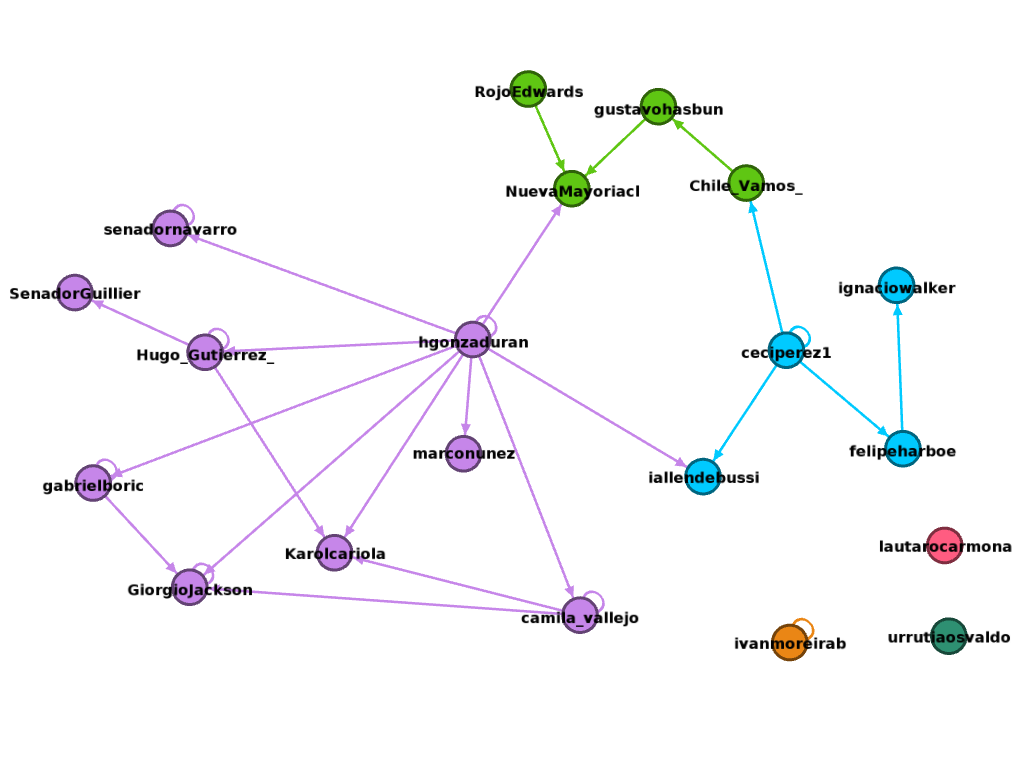 RojoEdwards
gustavohasbun
NuevaMayoriacl
Chile_Vamos_
senadornavarro
SenadorGuillier
ignaciowalker
Hugo_Gutierrez_
hgonzaduran
ceciperez1
marconunez
felipeharboe
gabrielboric
iallendebussi
Karolcariola
lautarocarmona
GiorgioJackson
camila_vallejo
ivanmoreirab
urrutiaosvaldo